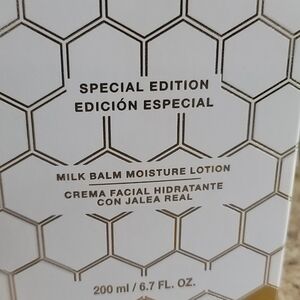 SPECIAL EDITION
EDICIÓN ESPECIAL
MILK BALM MOISTURE LOTION
CREMA FACIAL HIDRATANTE
CON JALEA REAL
200 ml / 6.7 FL. OZ.